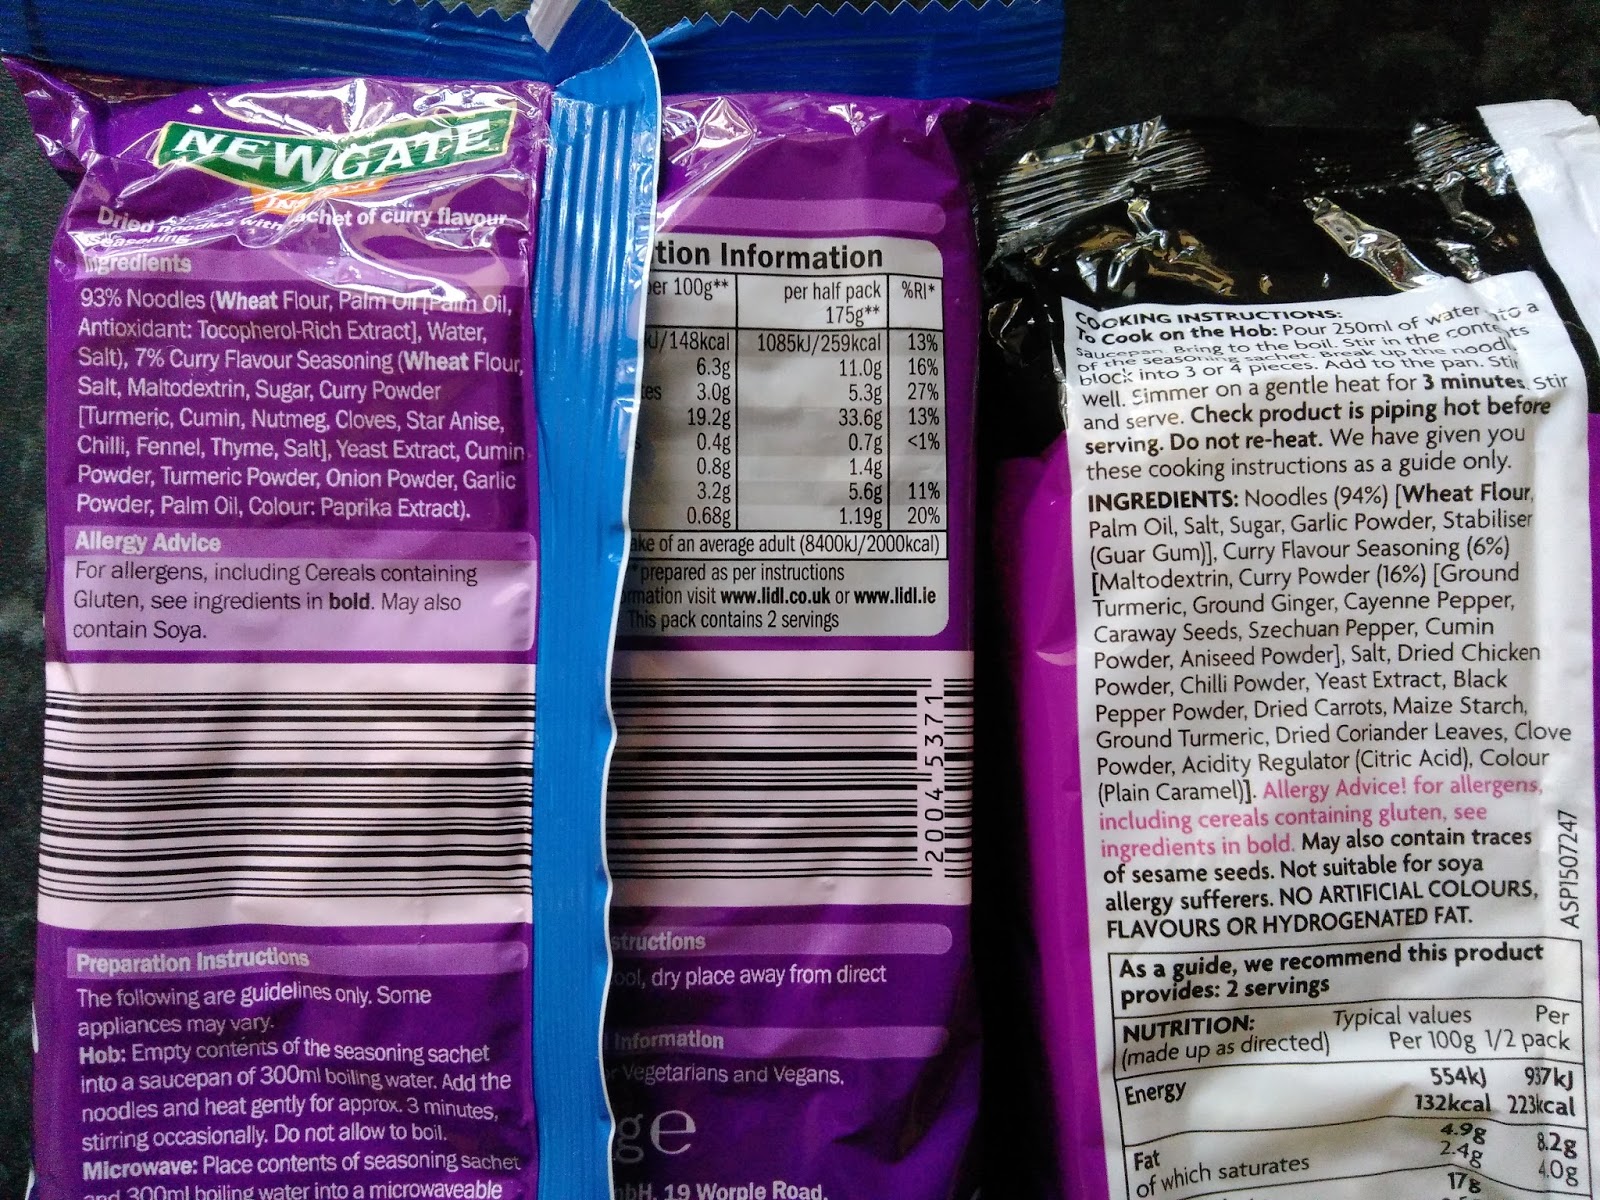 NEWGATE
INSTANT
Dried noodles with sachet of curry flavour
seasoning
Ingredients
93% Noodles (Wheat Flour, Palm Oil [Palm Oil,
Antioxidant: Tocopherol-Rich Extract], Water,
Salt), 7% Curry Flavour Seasoning (Wheat Flour,
Salt, Maltodextrin, Sugar, Curry Powder
[Turmeric, Cumin, Nutmeg, Cloves, Star Anise,
Chilli, Fennel, Thyme, Salt], Yeast Extract, Cumin
Powder, Turmeric Powder, Onion Powder, Garlic
Powder, Palm Oil, Colour: Paprika Extract).
Allergy Advice
For allergens, including Cereals containing
Gluten, see ingredients in bold. May also
contain Soya.
Preparation Instructions
The following are guidelines only. Some
appliances may vary.
Hob: Empty contents of the seasoning sachet
into a saucepan of 300ml boiling water. Add the
noodles and heat gently for approx. 3 minutes,
stirring occasionally. Do not allow to boil.
Microwave: Place contents of seasoning sachet
and 300ml boiling water into a microwaveable
tion Information
per 100g** per half pack %RI*
175g**
kJ/148kcal 1085kJ/259kcal 13%
6.3g 11.0g 16%
es 3.0g 5.3g 27%
19.2g 33.6g 13%
s 0.4g 0.7g <1%
0.8g 1.4g
3.2g 5.6g 11%
0.68g 1.19g 20%
ake of an average adult (8400kJ/2000kcal)
*prepared as per instructions
rmation visit www.lidl.co.uk or www.lidl.ie
This pack contains 2 servings
20045371
structions
ool, dry place away from direct
Information
r Vegetarians and Vegans.
ge
bH, 19 Worple Road,
COOKING INSTRUCTIONS:
To Cook on the Hob: Pour 250ml of water into a
saucepan. Bring to the boil. Stir in the contents
of the seasoning sachet. Break up the noodle
block into 3 or 4 pieces. Add to the pan. Stir
well. Simmer on a gentle heat for 3 minutes. Stir
and serve. Check product is piping hot before
serving. Do not re-heat. We have given you
these cooking instructions as a guide only.
INGREDIENTS: Noodles (94%) [Wheat Flour,
Palm Oil, Salt, Sugar, Garlic Powder, Stabiliser
(Guar Gum)], Curry Flavour Seasoning (6%)
[Maltodextrin, Curry Powder (16%) [Ground
Turmeric, Ground Ginger, Cayenne Pepper,
Caraway Seeds, Szechuan Pepper, Cumin
Powder, Aniseed Powder], Salt, Dried Chicken
Powder, Chilli Powder, Yeast Extract, Black
Pepper Powder, Dried Carrots, Maize Starch,
Ground Turmeric, Dried Coriander Leaves, Clove
Powder, Acidity Regulator (Citric Acid), Colour
(Plain Caramel)]. Allergy Advice! for allergens,
including cereals containing gluten, see
ingredients in bold. May also contain traces
of sesame seeds. Not suitable for soya
allergy sufferers. NO ARTIFICIAL COLOURS,
FLAVOURS OR HYDROGENATED FAT.
ASP1507247
As a guide, we recommend this product
provides: 2 servings
NUTRITION: Typical values Per
(made up as directed) Per 100g 1/2 pack
Energy 554kJ 937kJ
132kcal 223kcal
Fat 4.9g 8.2g
of which saturates 2.4g 4.0g
17g